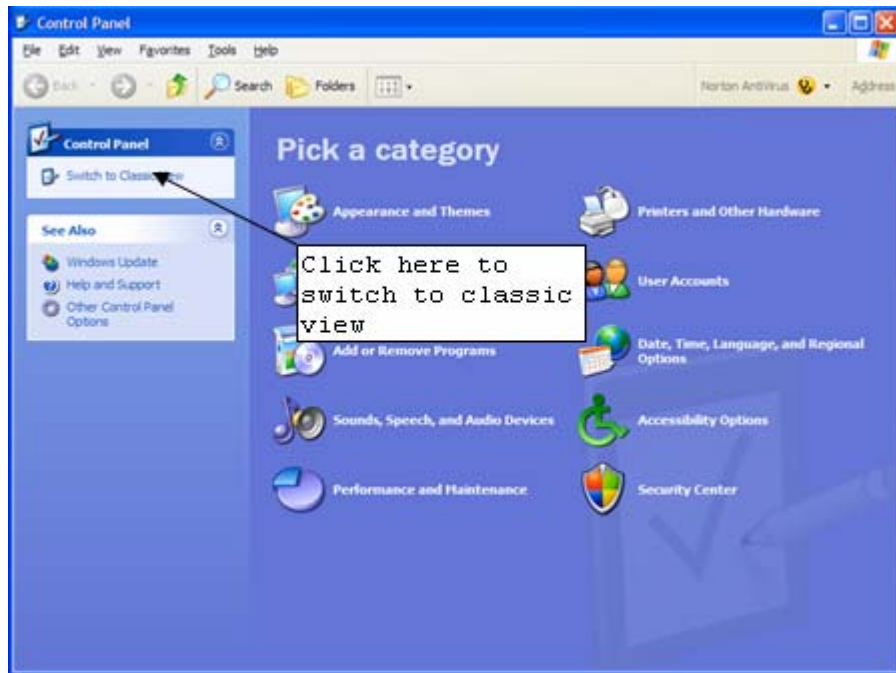 Control Panel
File Edit View Favorites Tools Help
Back Search Folders Norton AntiVirus Address
Control Panel
Switch to Classic
See Also
Windows Update
Help and Support
Other Control Panel
Options
Pick a category
Appearance and Themes
Printers and Other Hardware
Click here to
switch to classic
view
User Accounts
Add or Remove Programs
Date, Time, Language, and Regional
Options
Sounds, Speech, and Audio Devices
Accessibility Options
Performance and Maintenance
Security Center